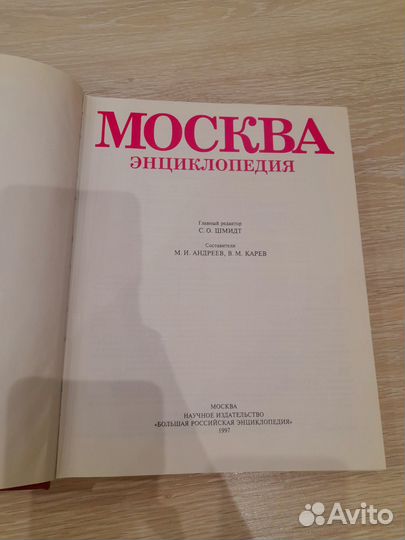 МОСКВА
ЭНЦИКЛОПЕДИЯ
Главный редактор
С. О. ШМИДТ
Составители
М. И. АНДРЕЕВ, В. М. КАРЕВ
МОСКВА
НАУЧНОЕ ИЗДАТЕЛЬСТВО
«БОЛЬШАЯ РОССИЙСКАЯ ЭНЦИКЛОПЕДИЯ»
1997
Avito